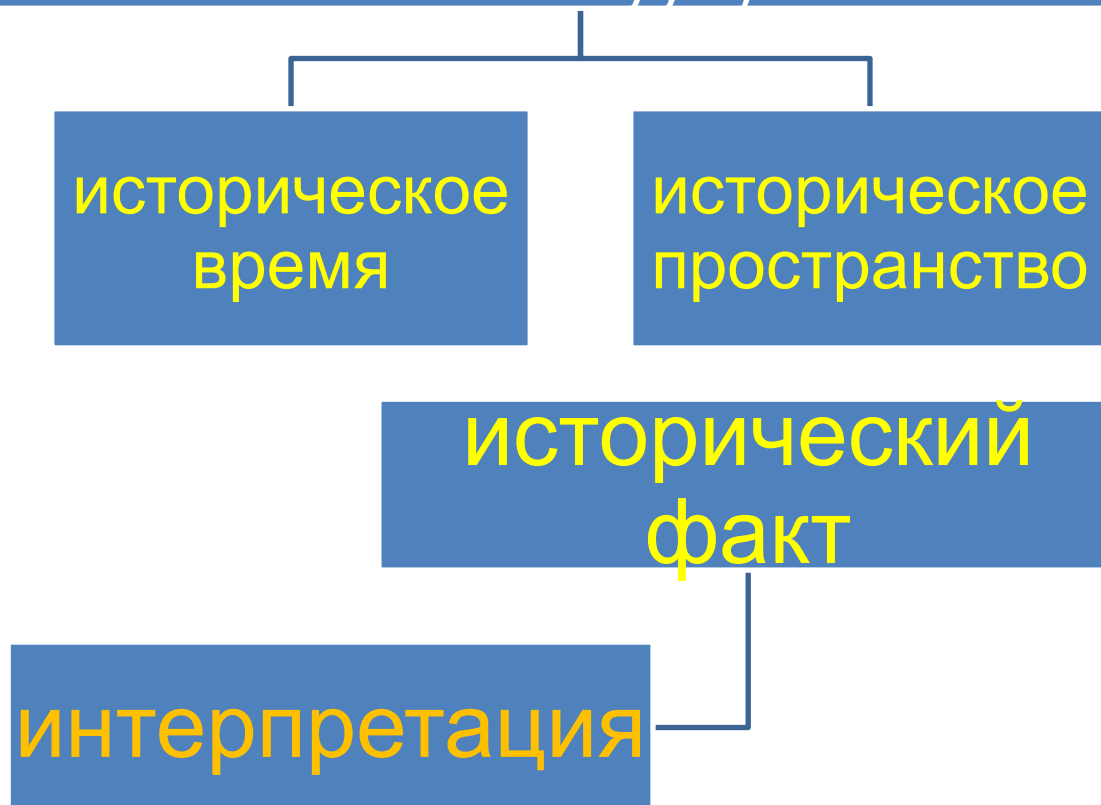 историческое
время
историческое
пространство
исторический
факт
интерпретация